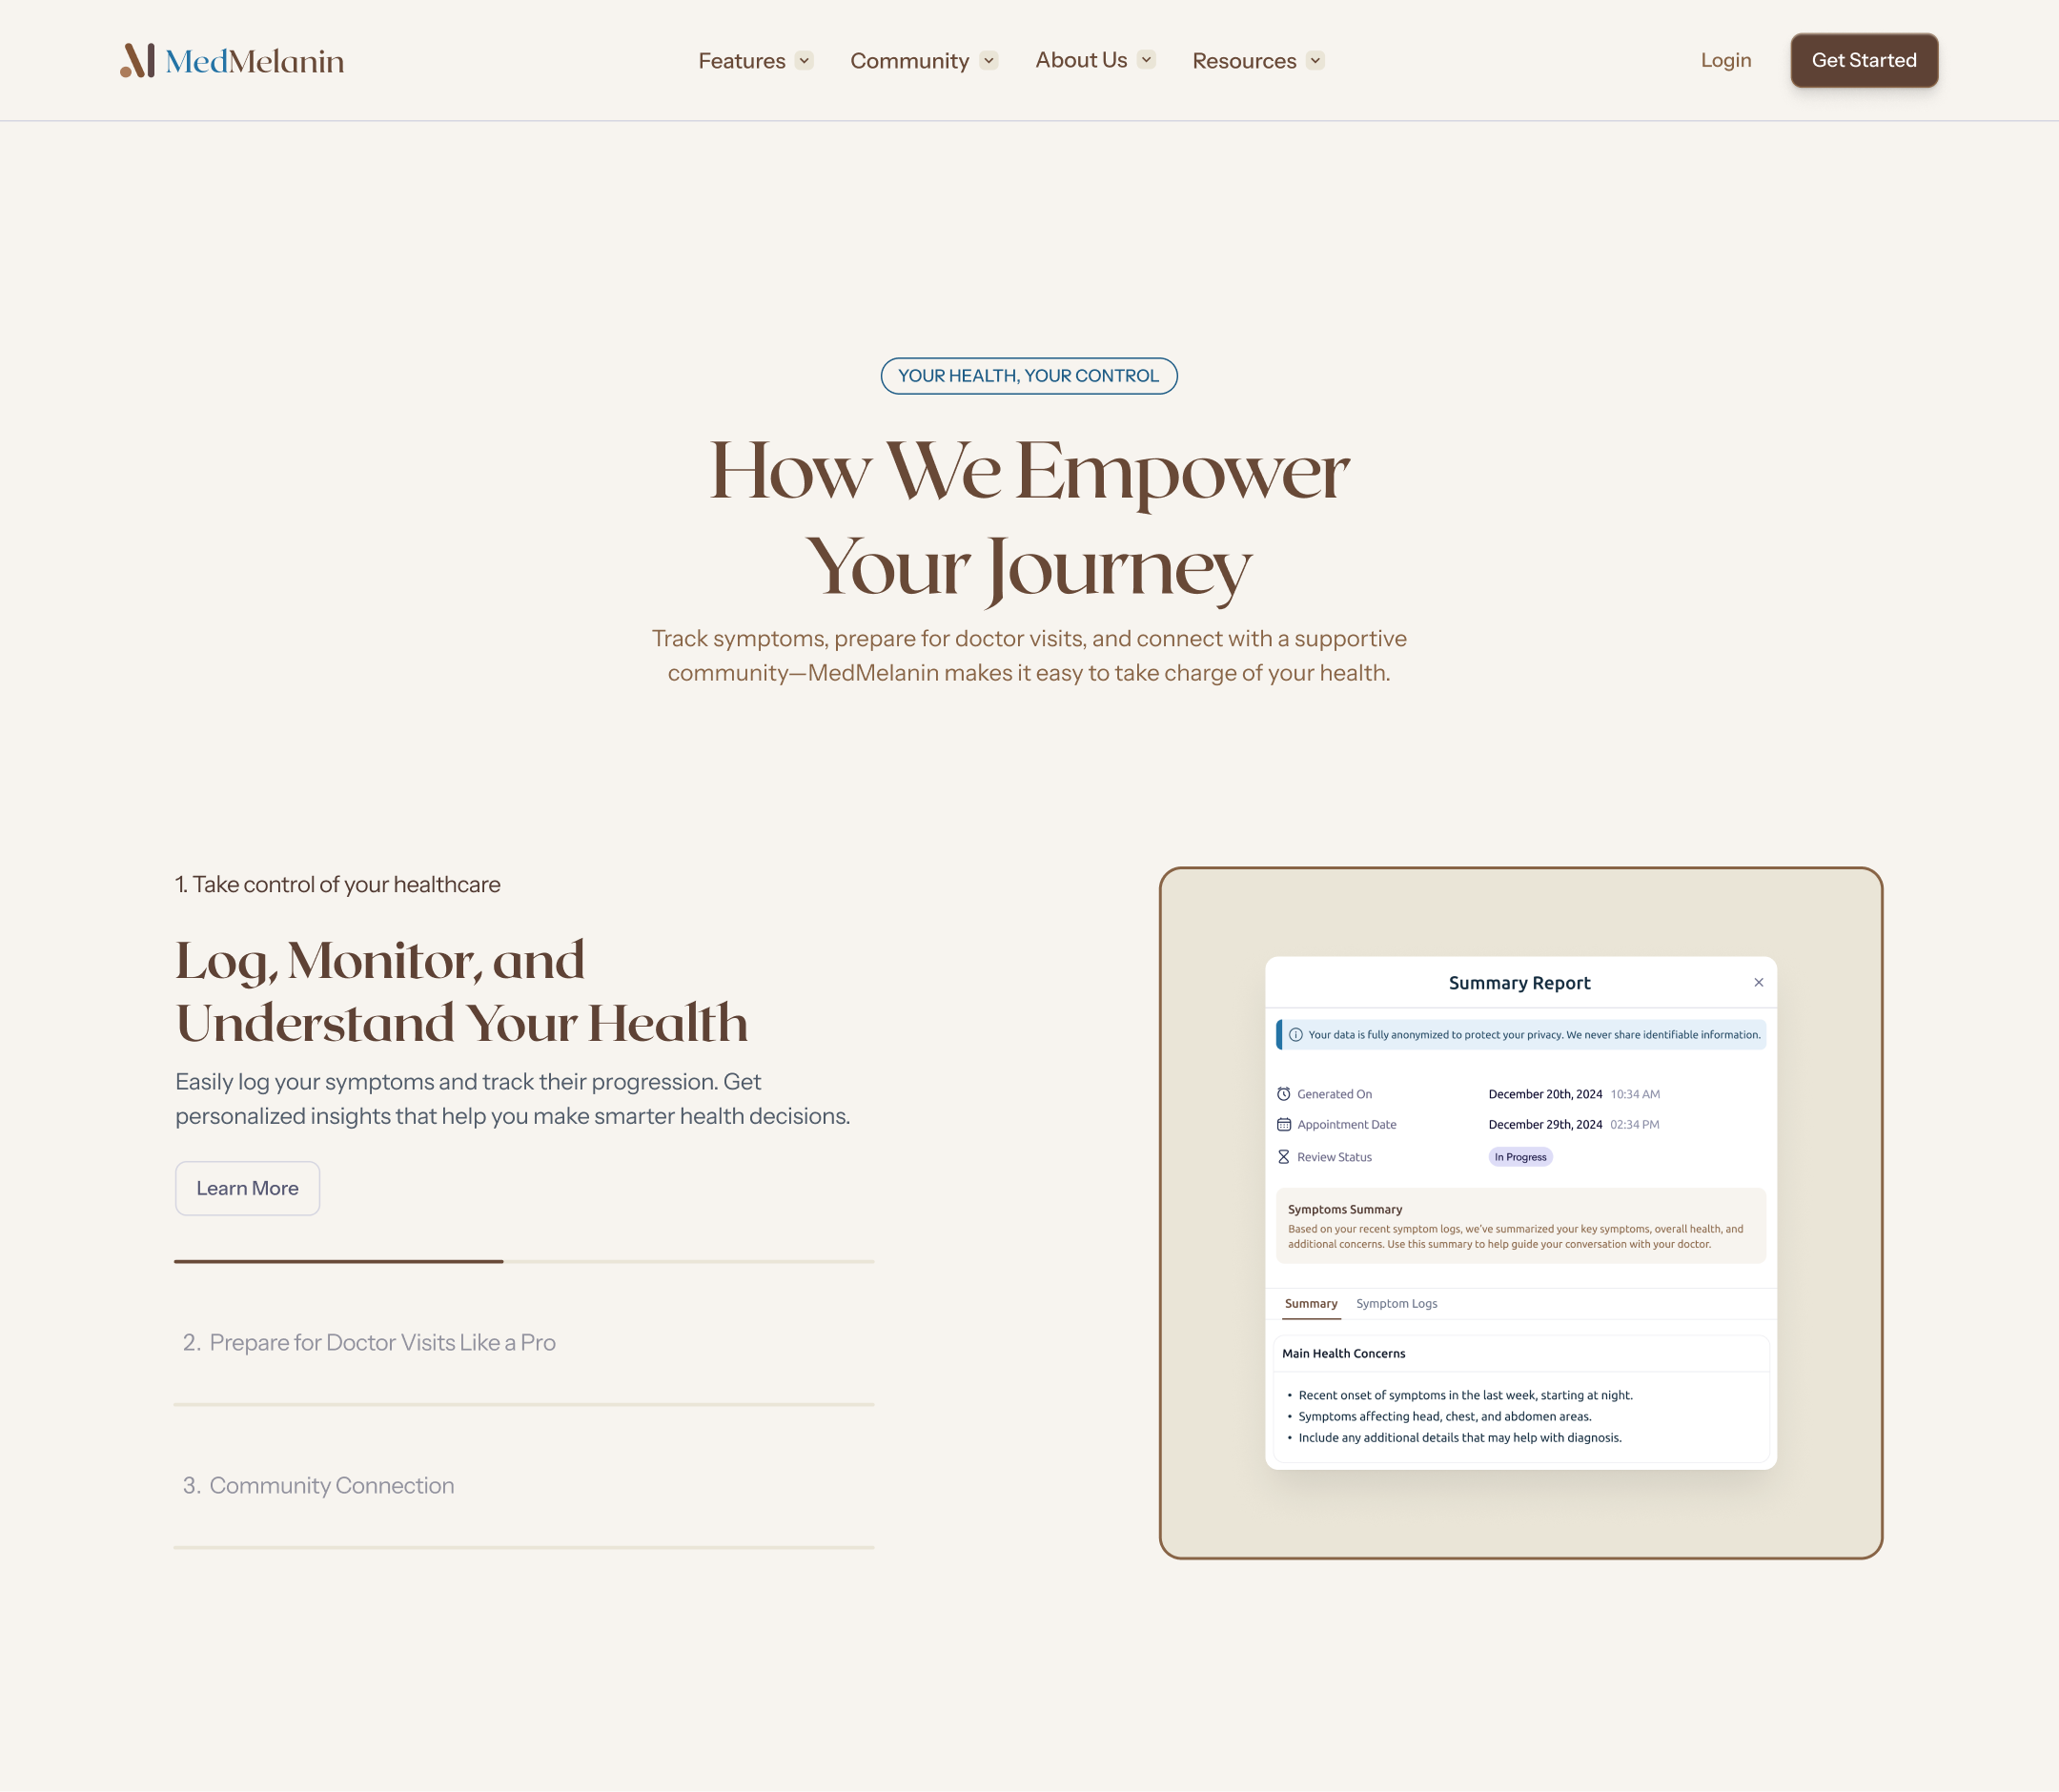 MedMelanin
Features
Community
About Us
Resources
Login
Get Started
YOUR HEALTH, YOUR CONTROL
How We Empower
Your Journey
Track symptoms, prepare for doctor visits, and connect with a supportive
community—MedMelanin makes it easy to take charge of your health.
1. Take control of your healthcare
Log, Monitor, and
Understand Your Health
Easily log your symptoms and track their progression. Get
personalized insights that help you make smarter health decisions.
Learn More
2. Prepare for Doctor Visits Like a Pro
3. Community Connection
Summary Report
Your data is fully anonymized to protect your privacy. We never share identifiable information.
Generated On December 20th, 2024 10:34 AM
Appointment Date December 29th, 2024 02:34 PM
Review Status In Progress
Symptoms Summary
Based on your recent symptom logs, we've summarized your key symptoms, overall health, and
additional concerns. Use this summary to help guide your conversation with your doctor.
Summary Symptom Logs
Main Health Concerns
• Recent onset of symptoms in the last week, starting at night.
• Symptoms affecting head, chest, and abdomen areas.
• Include any additional details that may help with diagnosis.